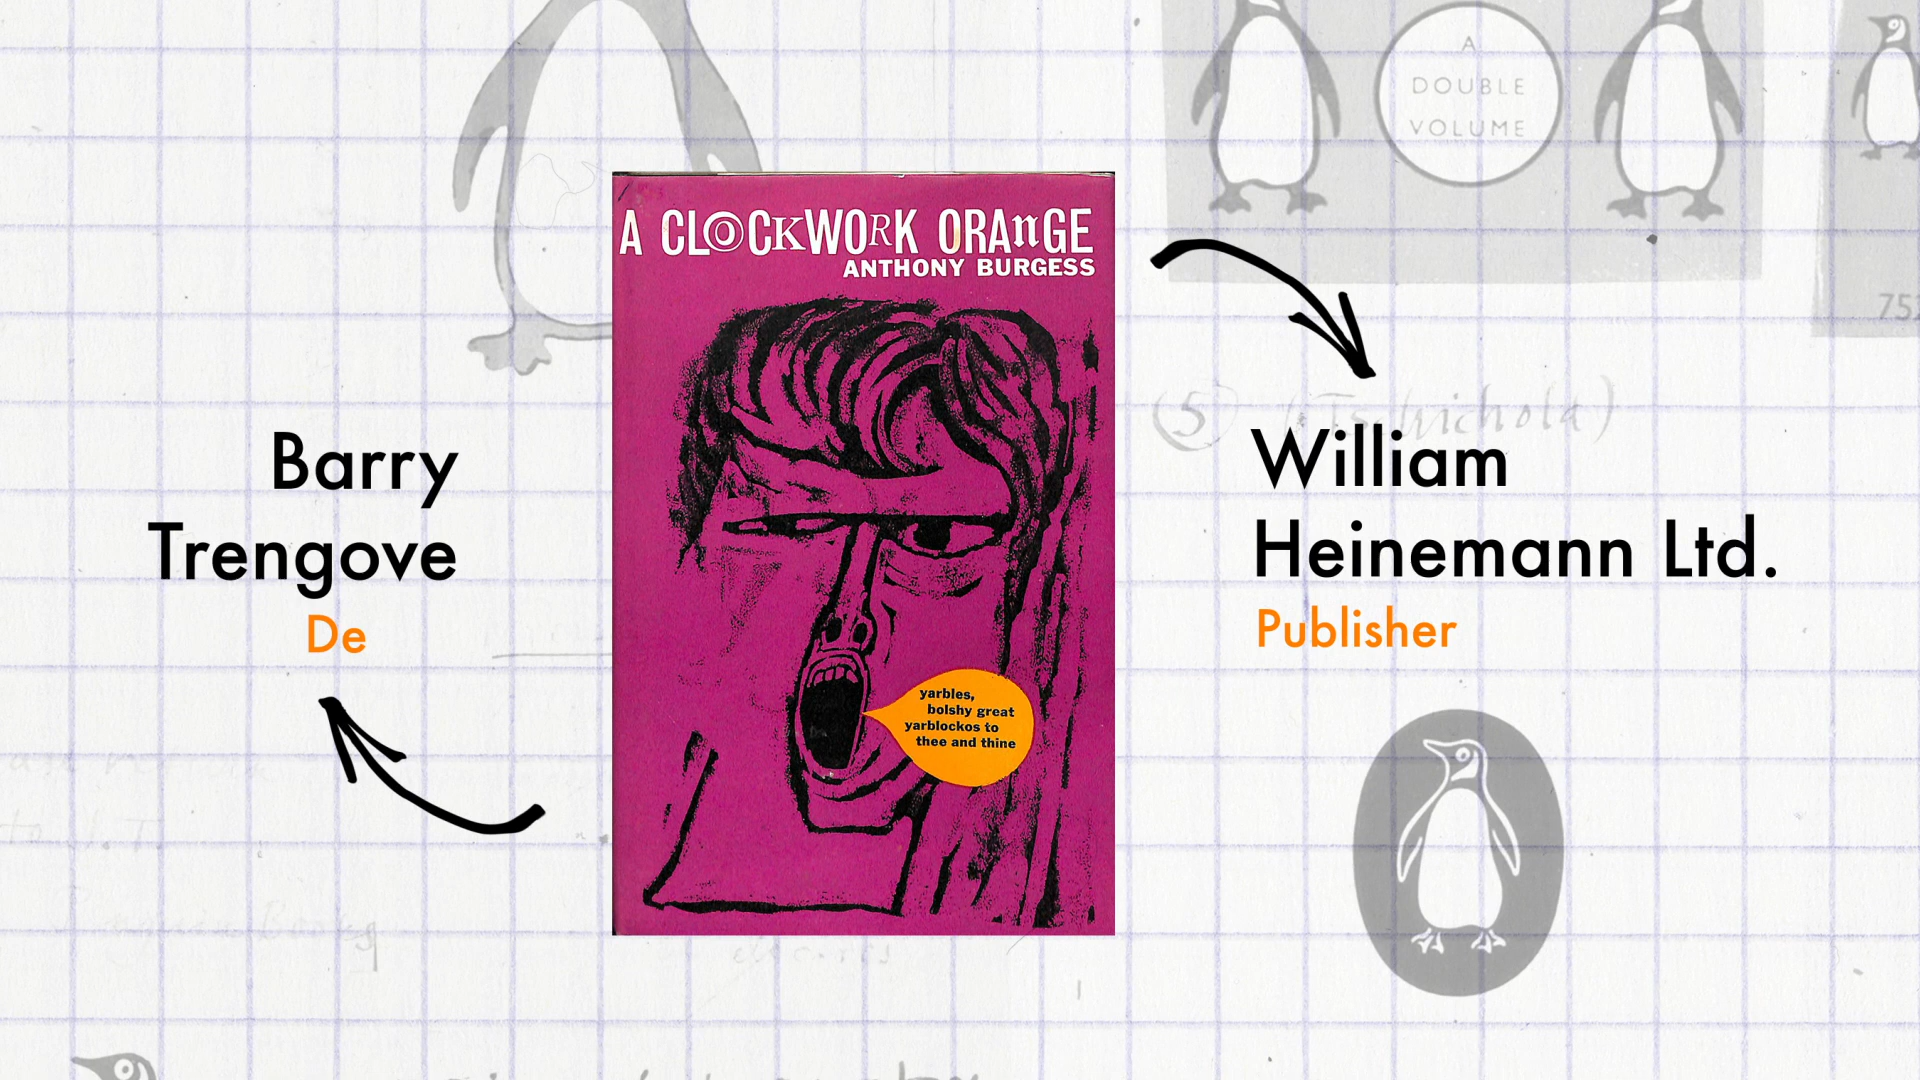 A
DOUBLE
VOLUME
A CLOCKWORK ORANGE
ANTHONY BURGESS
Barry
Trengove
De
William
Heinemann Ltd.
Publisher
yarbles,
bolshy great
yarblockos to
thee and thine